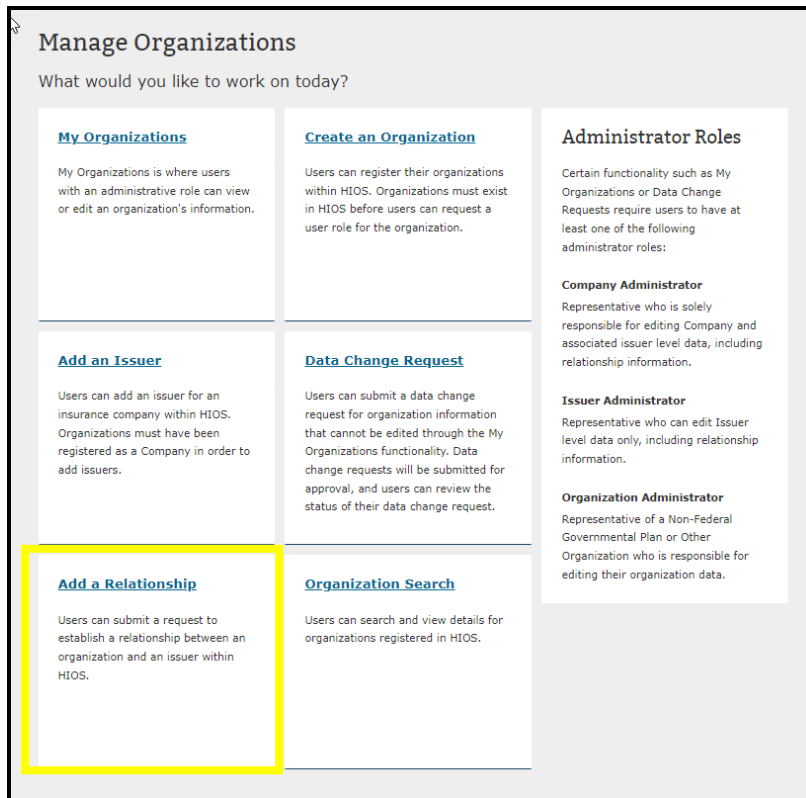 Manage Organizations
What would you like to work on today?
My Organizations
My Organizations is where users
with an administrative role can view
or edit an organization's information.
Create an Organization
Users can register their organizations
within HIOS. Organizations must exist
in HIOS before users can request a
user role for the organization.
Add an Issuer
Users can add an issuer for an
insurance company within HIOS.
Organizations must have been
registered as a Company in order to
add issuers.
Data Change Request
Users can submit a data change
request for organization information
that cannot be edited through the My
Organizations functionality. Data
change requests will be submitted for
approval, and users can review the
status of their data change request.
Add a Relationship
Users can submit a request to
establish a relationship between an
organization and an issuer within
HIOS.
Organization Search
Users can search and view details for
organizations registered in HIOS.
Administrator Roles
Certain functionality such as My
Organizations or Data Change
Requests require users to have at
least one of the following
administrator roles:
Company Administrator
Representative who is solely
responsible for editing Company and
associated issuer level data, including
relationship information.
Issuer Administrator
Representative who can edit Issuer
level data only, including relationship
information.
Organization Administrator
Representative of a Non-Federal
Governmental Plan or Other
Organization who is responsible for
editing their organization data.